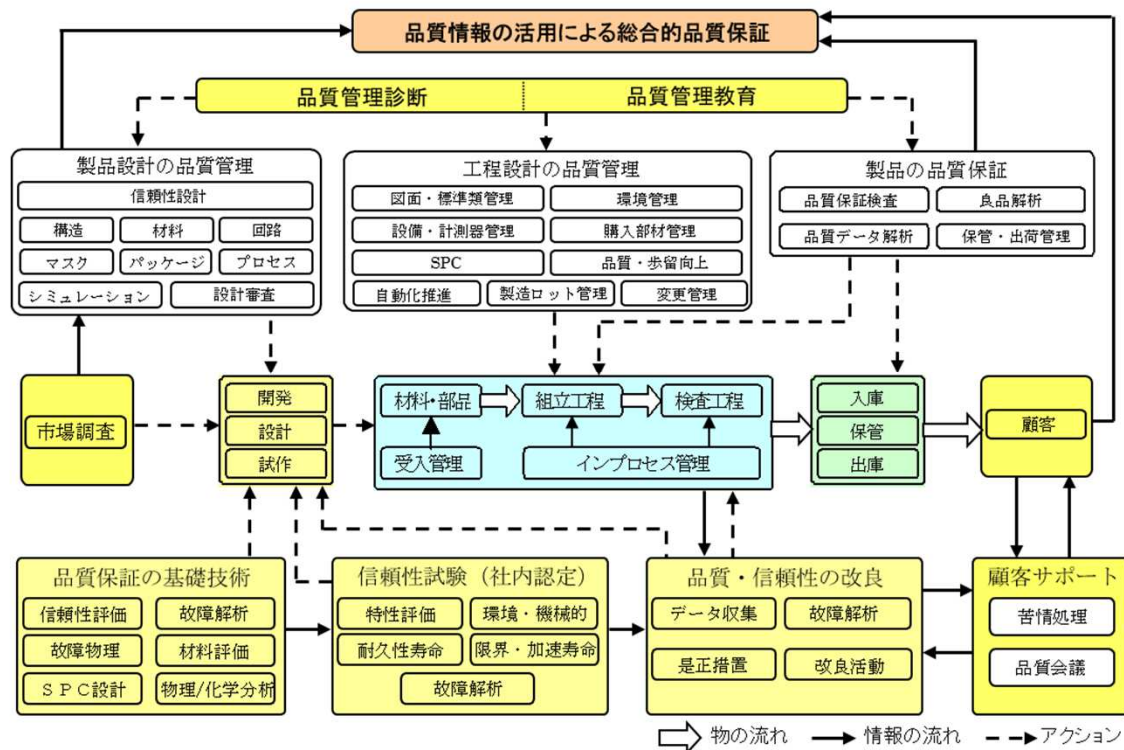 品質情報の活用による総合的品質保証
品質管理診断
品質管理教育
製品設計の品質管理
信頼性設計
構造
材料
回路
マスク
パッケージ
プロセス
シミュレーション
設計審査
工程設計の品質管理
図面・標準類管理
環境管理
設備・計測器管理
購入部材管理
SPC
品質・歩留向上
自動化推進
製造ロット管理
変更管理
製品の品質保証
品質保証検査
良品解析
品質データ解析
保管・出荷管理
市場調査
開発
設計
試作
材料・部品
組立工程
検査工程
受入管理
インプロセス管理
入庫
保管
出庫
顧客
品質保証の基礎技術
信頼性評価
故障解析
故障物理
材料評価
ＳＰＣ設計
物理/化学分析
信頼性試験（社内認定）
特性評価
環境・機械的
耐久性寿命
限界・加速寿命
故障解析
品質・信頼性の改良
データ収集
故障解析
是正措置
改良活動
顧客サポート
苦情処理
品質会議
物の流れ
情報の流れ
アクション